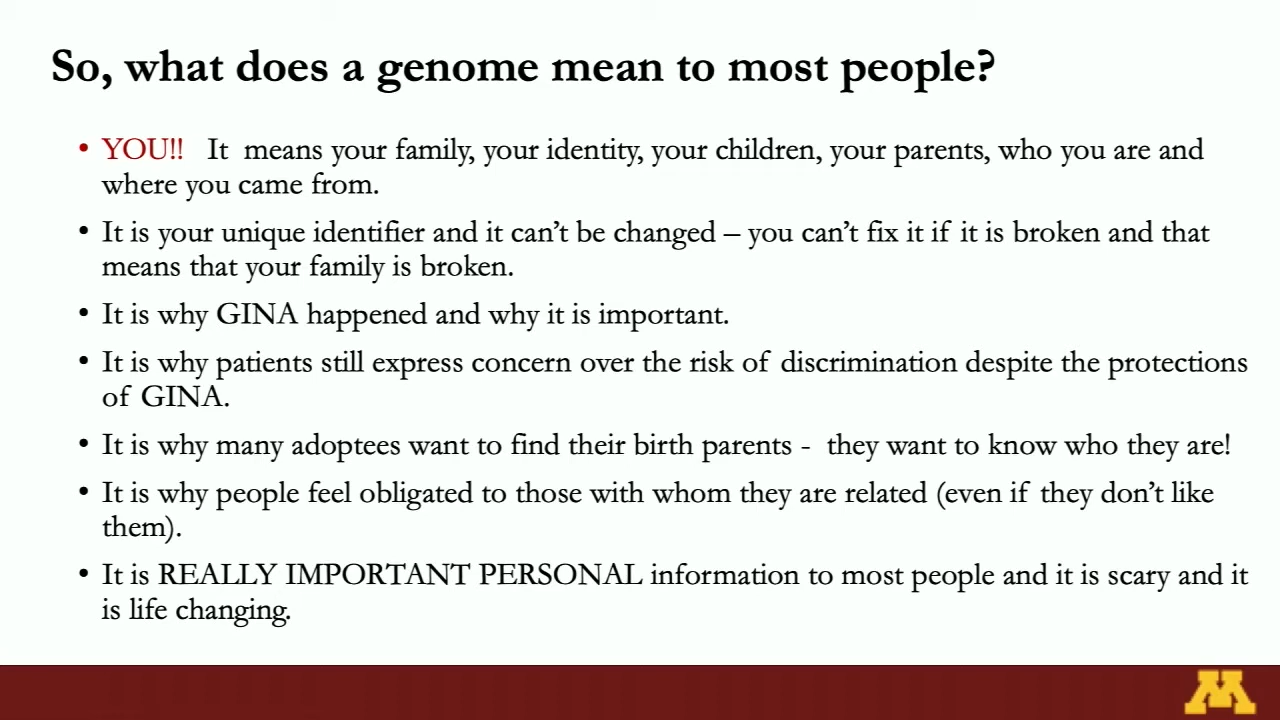 So, what does a genome mean to most people?
• YOU!! It means your family, your identity, your children, your parents, who you are and
where you came from.
• It is your unique identifier and it can’t be changed – you can’t fix it if it is broken and that
means that your family is broken.
• It is why GINA happened and why it is important.
• It is why patients still express concern over the risk of discrimination despite the protections
of GINA.
• It is why many adoptees want to find their birth parents - they want to know who they are!
• It is why people feel obligated to those with whom they are related (even if they don’t like
them).
• It is REALLY IMPORTANT PERSONAL information to most people and it is scary and it
is life changing.
M